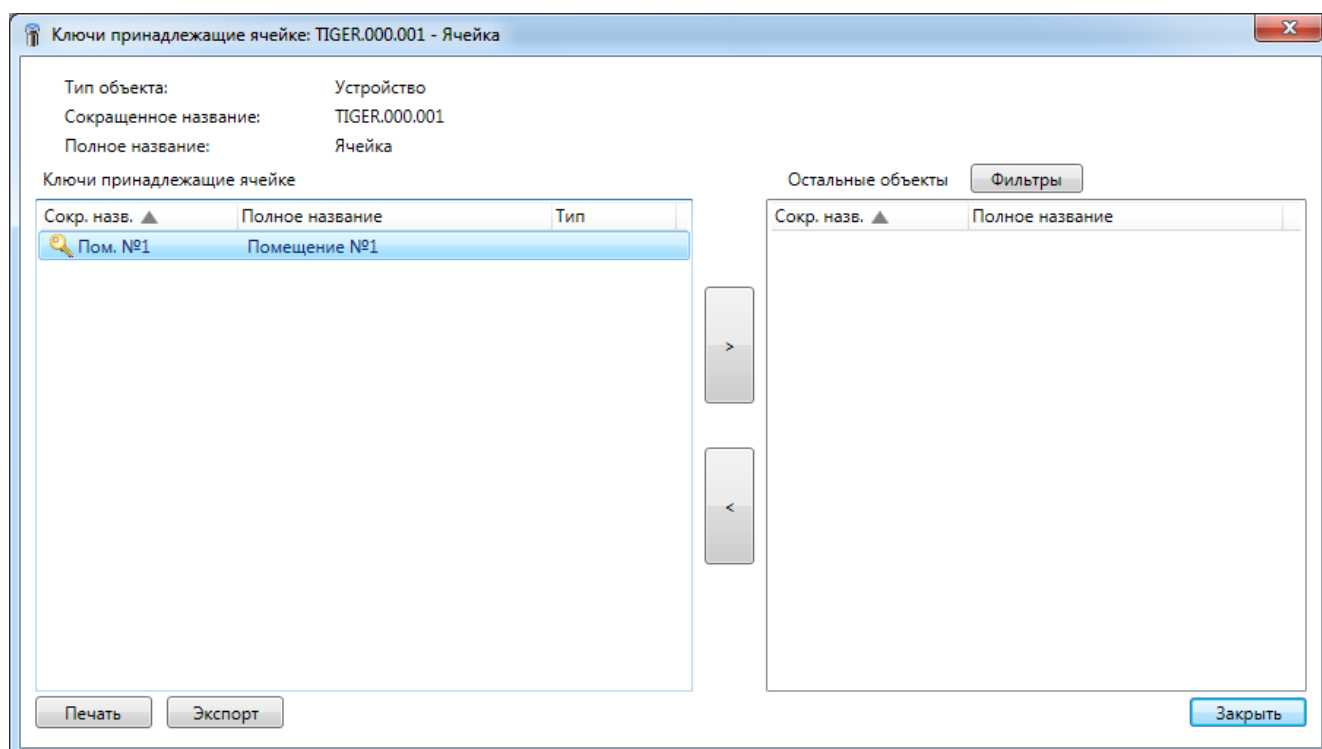 Ключи принадлежащие ячейке: TIGER.000.001 - Ячейка
Тип объекта: Устройство
Сокращенное название: TIGER.000.001
Полное название: Ячейка
Ключи принадлежащие ячейке Остальные объекты Фильтры
Сокр. назв. Полное название Тип Сокр. назв. Полное название
Пом. №1 Помещение №1
>
<
Печать Экспорт Закрыть